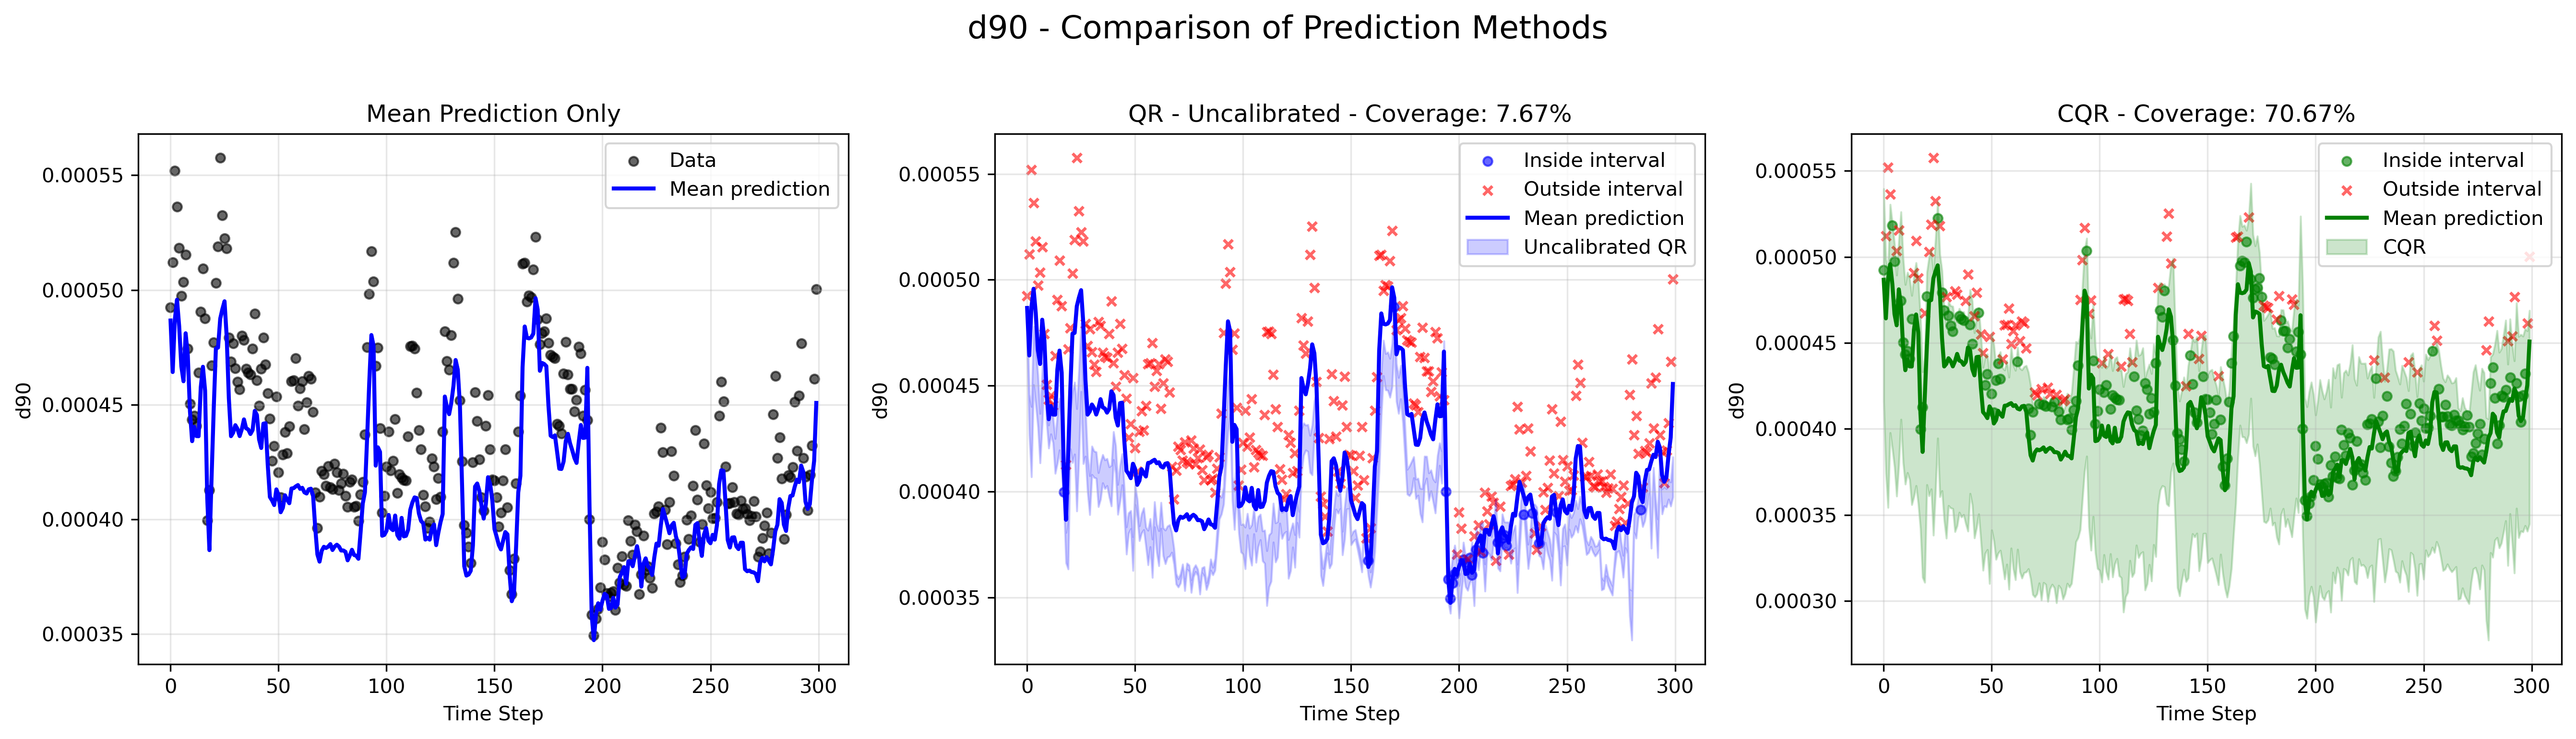 d90 - Comparison of Prediction Methods
Mean Prediction Only
d90
0.00055
0.00050
0.00045
0.00040
0.00035
0 50 100 150 200 250 300
Time Step
Data
Mean prediction
QR - Uncalibrated - Coverage: 7.67%
d90
0.00055
0.00050
0.00045
0.00040
0.00035
0 50 100 150 200 250 300
Time Step
Inside interval
Outside interval
Mean prediction
Uncalibrated QR
CQR - Coverage: 70.67%
d90
0.00055
0.00050
0.00045
0.00040
0.00035
0.00030
0 50 100 150 200 250 300
Time Step
Inside interval
Outside interval
Mean prediction
CQR